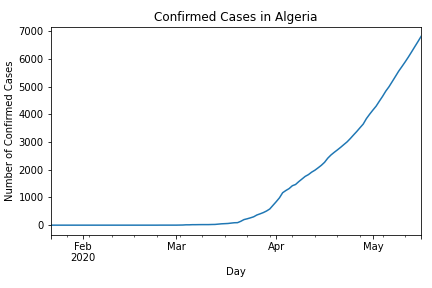 Confirmed Cases in Algeria
7000
6000
5000
4000
3000
2000
1000
0
Number of Confirmed Cases
Feb
2020
Mar
Apr
May
Day